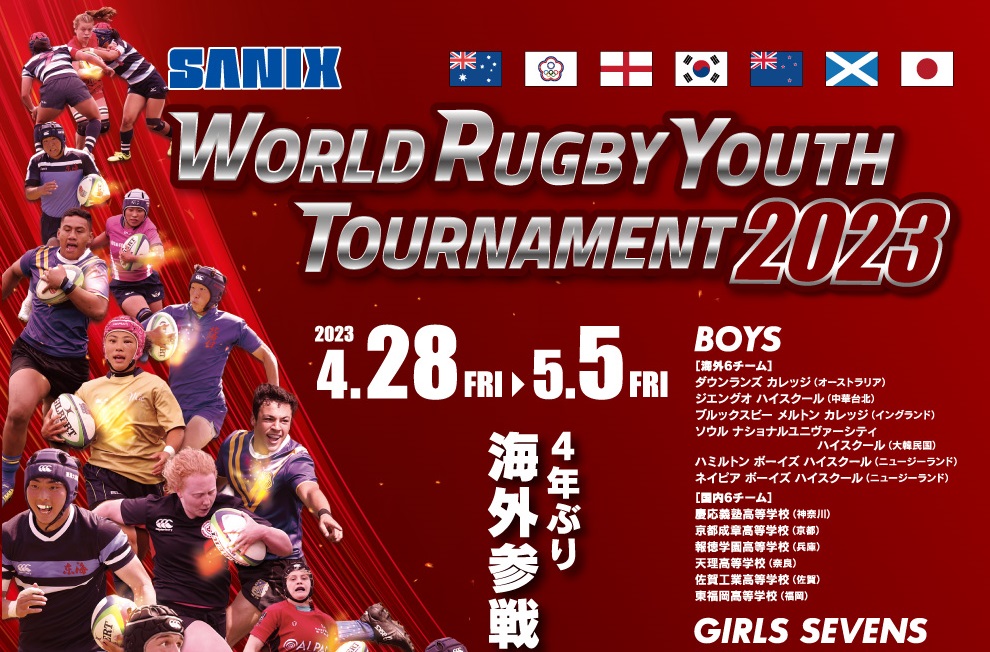 SANIX
WORLD RUGBY YOUTH
TOURNAMENT 2023
2023
4.28 FRI ▶ 5.5 FRI
4年ぶり
海外参戦
BOYS
[海外6チーム]
ダウンランズ カレッジ(オーストラリア)
ジエングオ ハイスクール(中華台北)
ブルックスビー メルトン カレッジ(イングランド)
ソウル ナショナルユニヴァーシティ
ハイスクール(大韓民国)
ハミルトン ボーイズ ハイスクール(ニュージーランド)
ネイピア ボーイズ ハイスクール(ニュージーランド)
[国内6チーム]
慶応義塾高等学校(神奈川)
京都成章高等学校(京都)
報徳学園高等学校(兵庫)
天理高等学校(奈良)
佐賀工業高等学校(佐賀)
東福岡高等学校(福岡)
GIRLS SEVENS